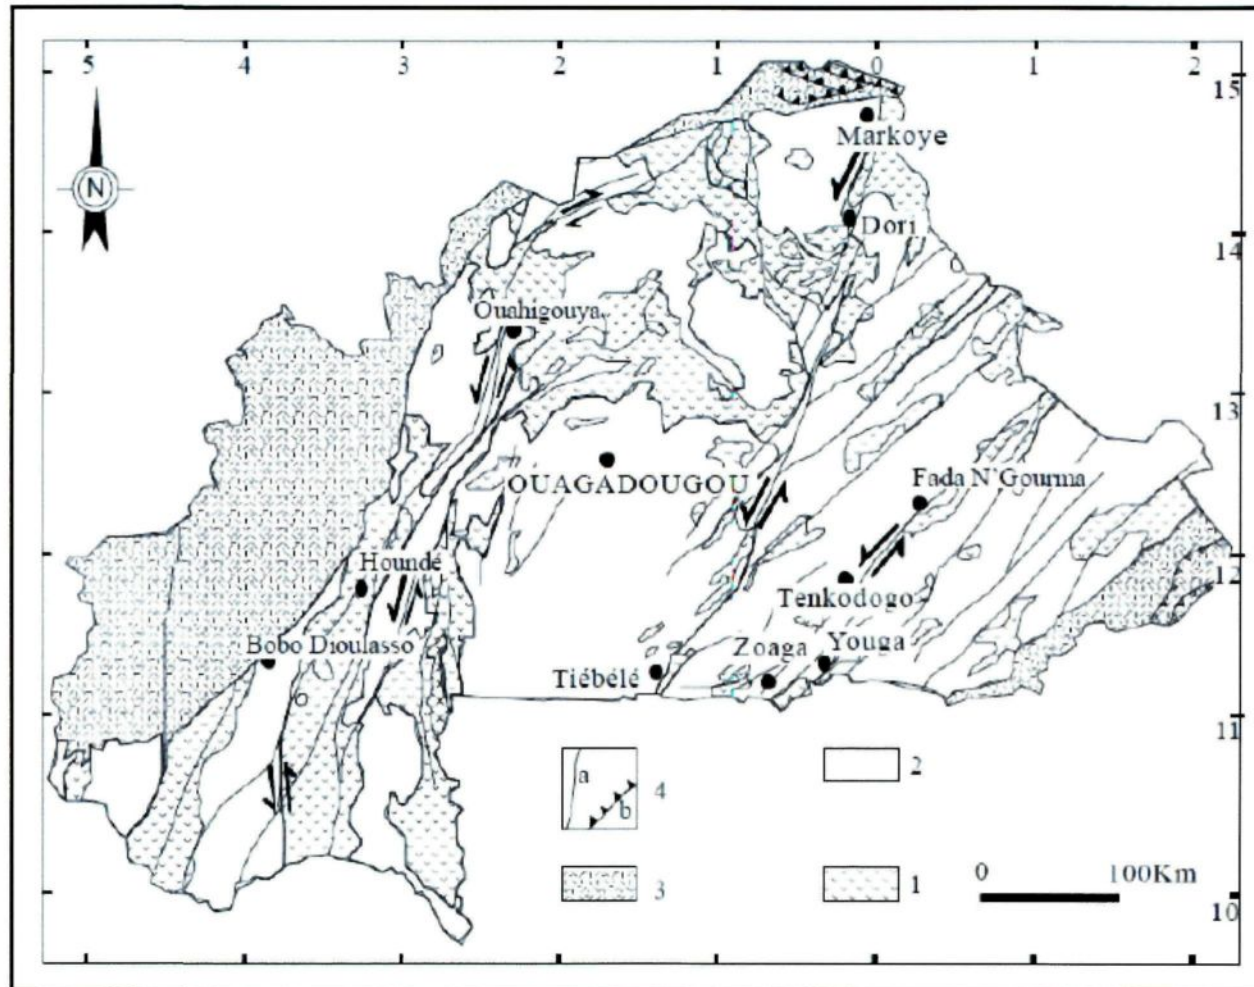 5 4 3 1 0 1 2
15
N
Markoye
Dori
14
Ouahigouya
13
OUAGADOUGOU
Fada N'Gourma
Houndé
12
Tenkodogo
Bobo Dioulasso
Zoaga
Youga
Tiébélé
11
a
b
4
2
3
1
0 100Km
10